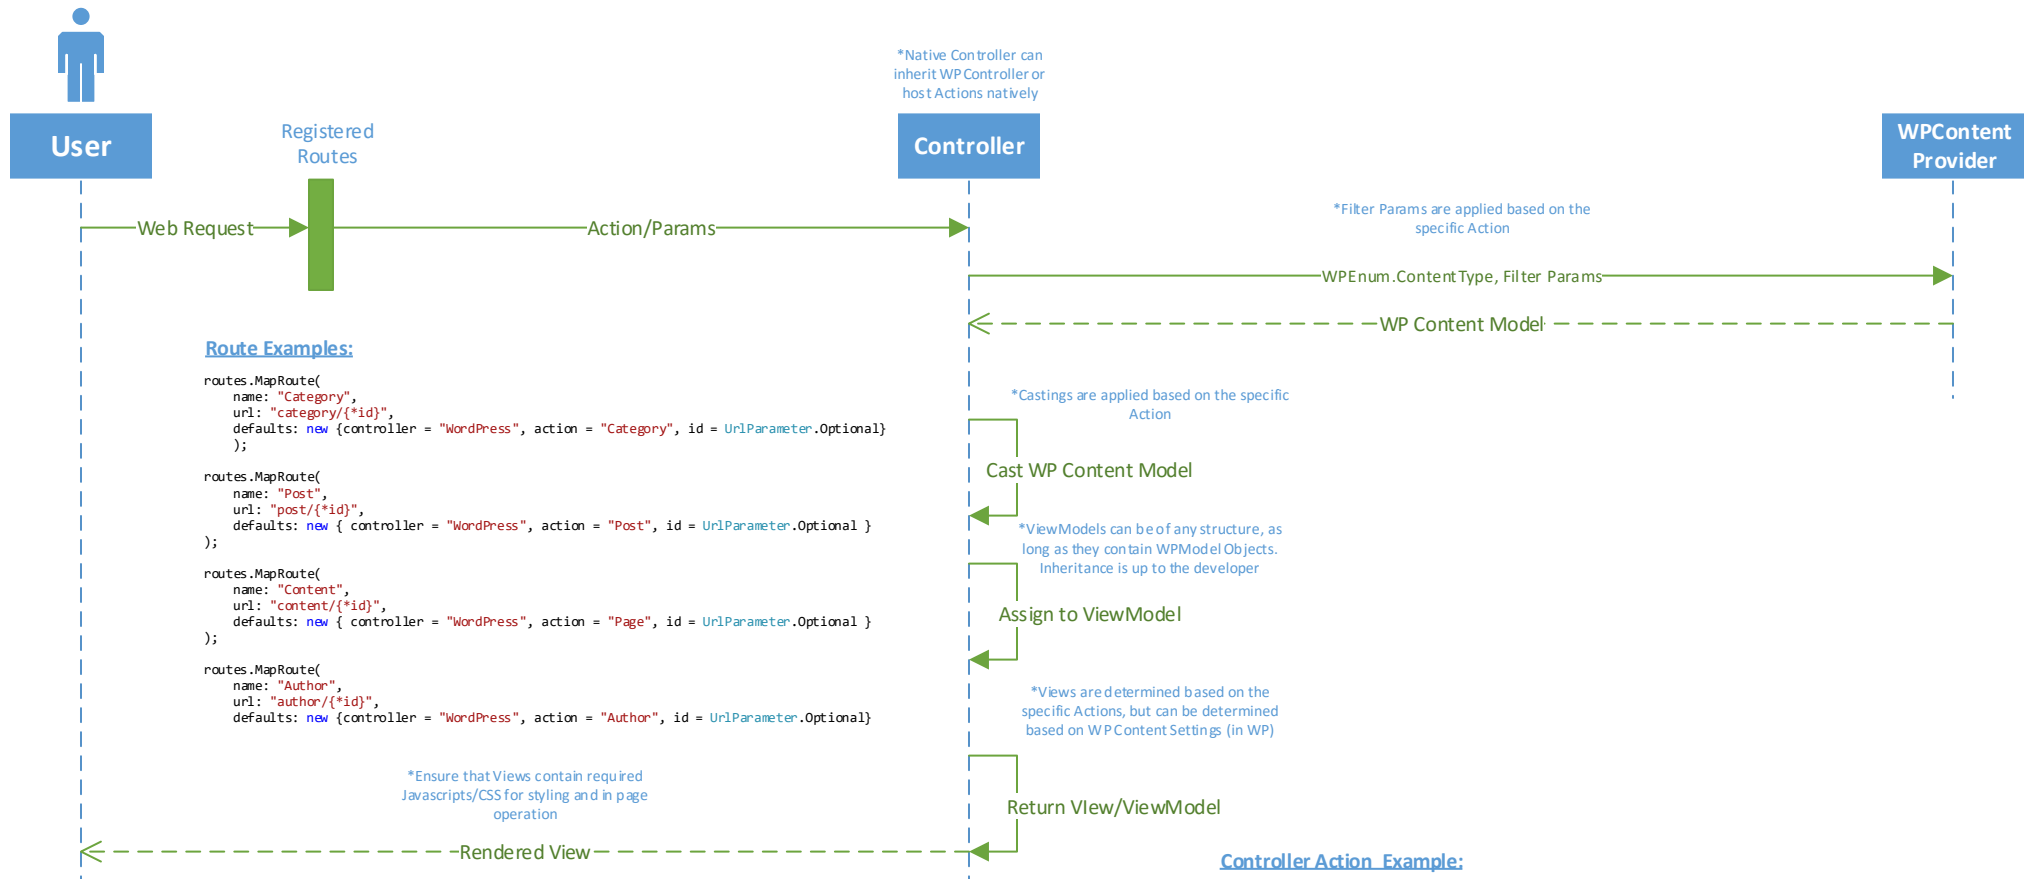 *Native Controller can
inherit WPController or
host Actions natively
User
Registered
Routes
Controller
WPContent
Provider
*Filter Params are applied based on the
specific Action
Web Request
Action/Params
WPEnum.ContentType, Filter Params
WP Content Model
Route Examples:
routes.MapRoute(
name: "Category",
url: "category/{*id}",
defaults: new {controller = "WordPress", action = "Category", id = UrlParameter.Optional}
);
routes.MapRoute(
name: "Post",
url: "post/{*id}",
defaults: new { controller = "WordPress", action = "Post", id = UrlParameter.Optional }
);
routes.MapRoute(
name: "Content",
url: "content/{*id}",
defaults: new { controller = "WordPress", action = "Page", id = UrlParameter.Optional }
);
routes.MapRoute(
name: "Author",
url: "author/{*id}",
defaults: new {controller = "WordPress", action = "Author", id = UrlParameter.Optional}
*Castings are applied based on the specific
Action
Cast WP Content Model
*ViewModels can be of any structure, as
long as they contain WPModel Objects.
Inheritance is up to the developer
Assign to ViewModel
*Views are determined based on the
specific Actions, but can be determined
based on WP Content Settings (in WP)
*Ensure that Views contain required
Javascripts/CSS for styling and in page
operation
Return VIew/ViewModel
Rendered View
Controller Action Example: